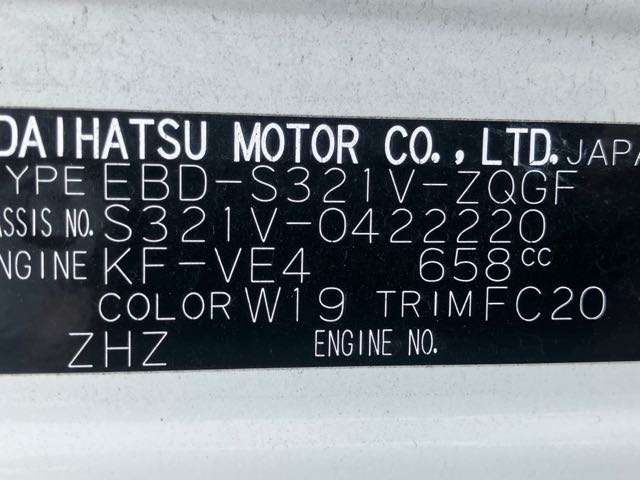 DAIHATSU MOTOR CO., LTD. JAPA
YPE EBD-S321V-ZQGF
ASSIS NO. S321V-0422220
NGINE KF-VE4 658cc
COLOR W19 TRIM FC20
ZHZ ENGINE NO.